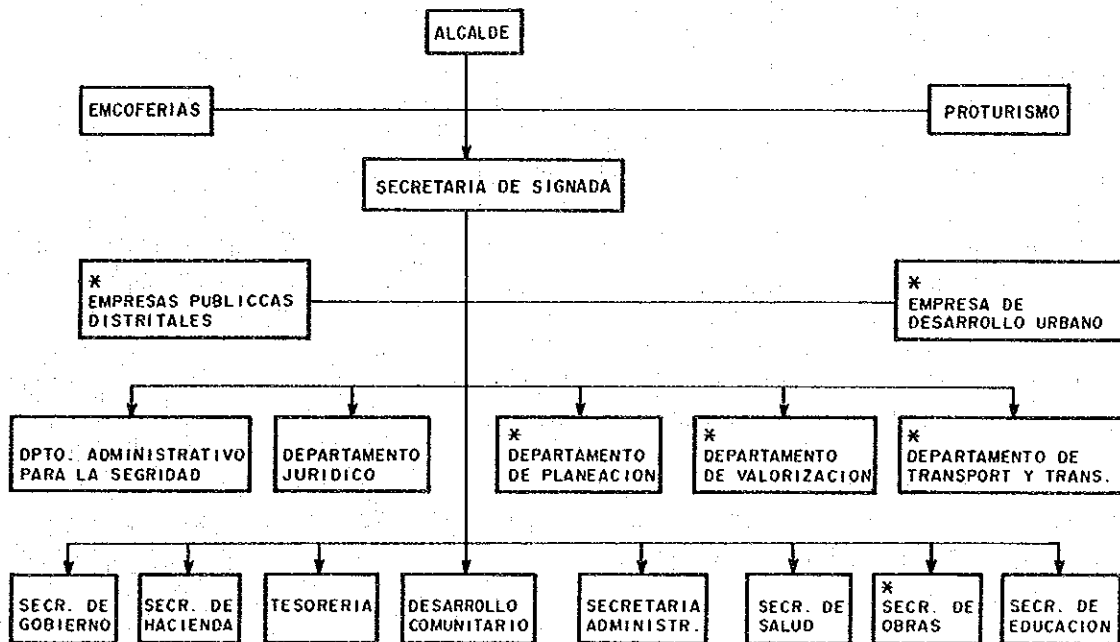 ALCALDE
EMCOFERIAS
PROTURISMO
SECRETARIA DE SIGNADA
*
EMPRESAS PUBLICCAS
DISTRITALES
*
EMPRESA DE
DESARROLLO URBANO
DPTO. ADMINISTRATIVO
PARA LA SEGRIDAD
DEPARTAMENTO
JURIDICO
*
DEPARTAMENTO
DE PLANEACION
*
DEPARTAMENTO
DE VALORIZACION
*
DEPARTAMENTO DE
TRANSPORT Y TRANS.
SECR. DE
GOBIERNO
SECR. DE
HACIENDA
TESORERIA
DESARROLLO
COMUNITARIO
SECRETARIA
ADMINISTR.
SECR. DE
SALUD
*
SECR. DE
OBRAS
SECR. DE
EDUCACION